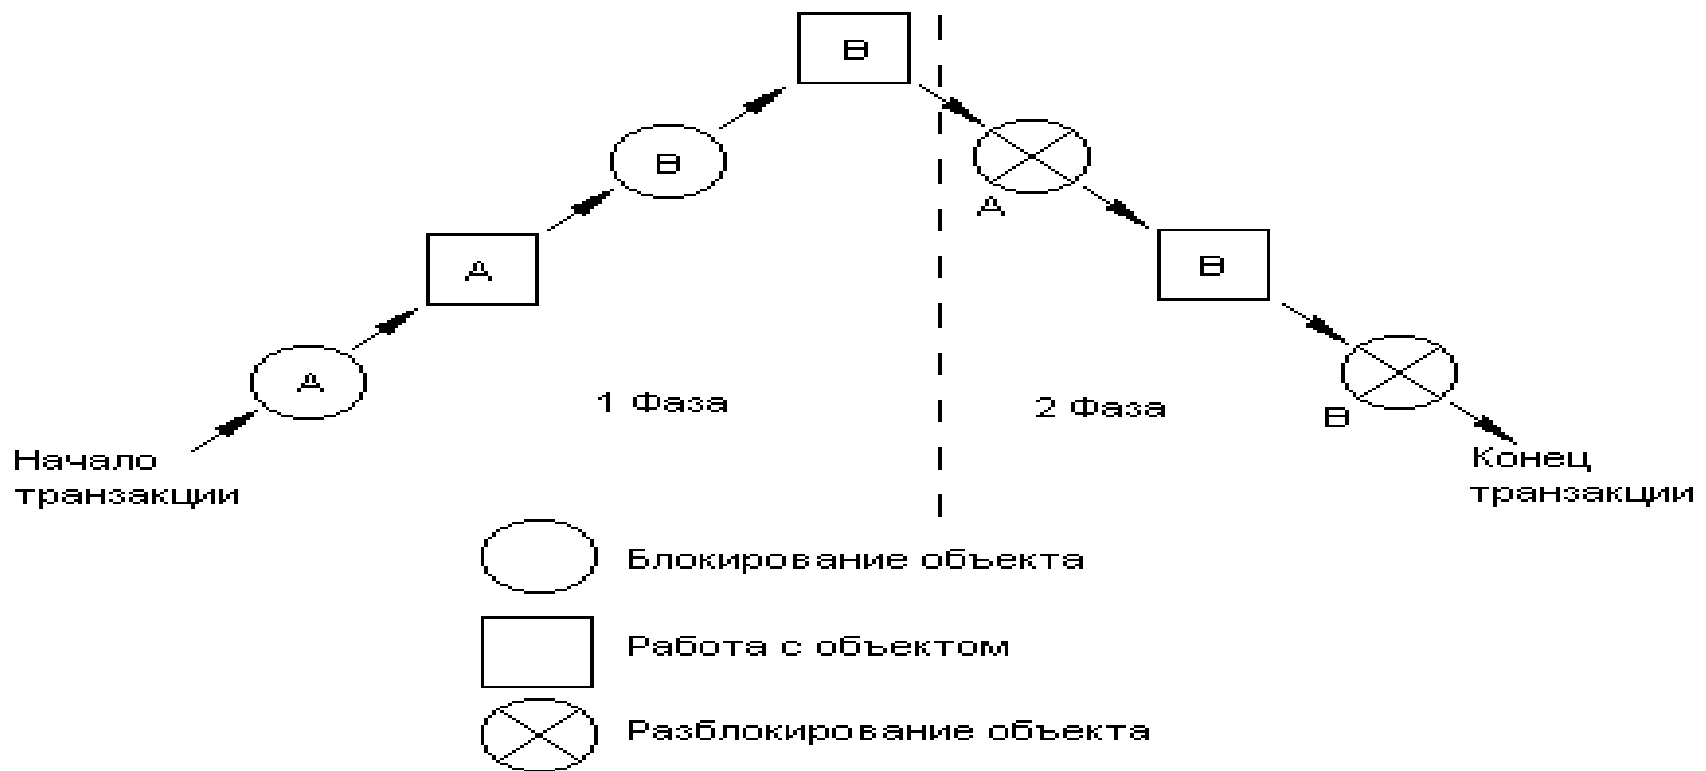 В
В
А
А
В
А
1 Фаза
2 Фаза
В
Начало
транзакции
Конец
транзакции
Блокирование объекта
Работа с объектом
Разблокирование объекта